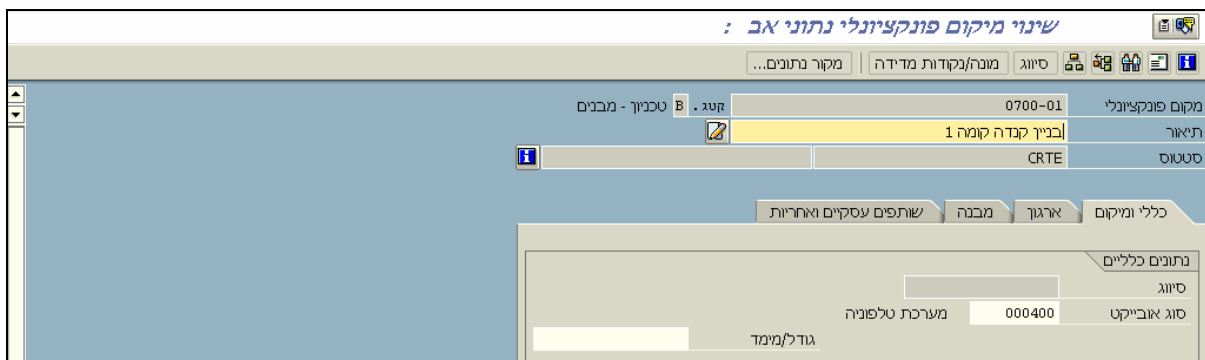 שינוי מיקום פונקציונלי נתוני אב :
סיווג מונה/נקודות מדידה מקור נתונים...
מקום פונקציונלי 0700-01 קטג. B טכניון - מבנים
תיאור בניין קנדה קומה 1
סטטוס CRTE
כללי ומיקום ארגון מבנה שותפים עסקיים ואחריות
נתונים כלליים
סיווג
סוג אובייקט 000400 מערכת טלפוניה
גודל/מימד